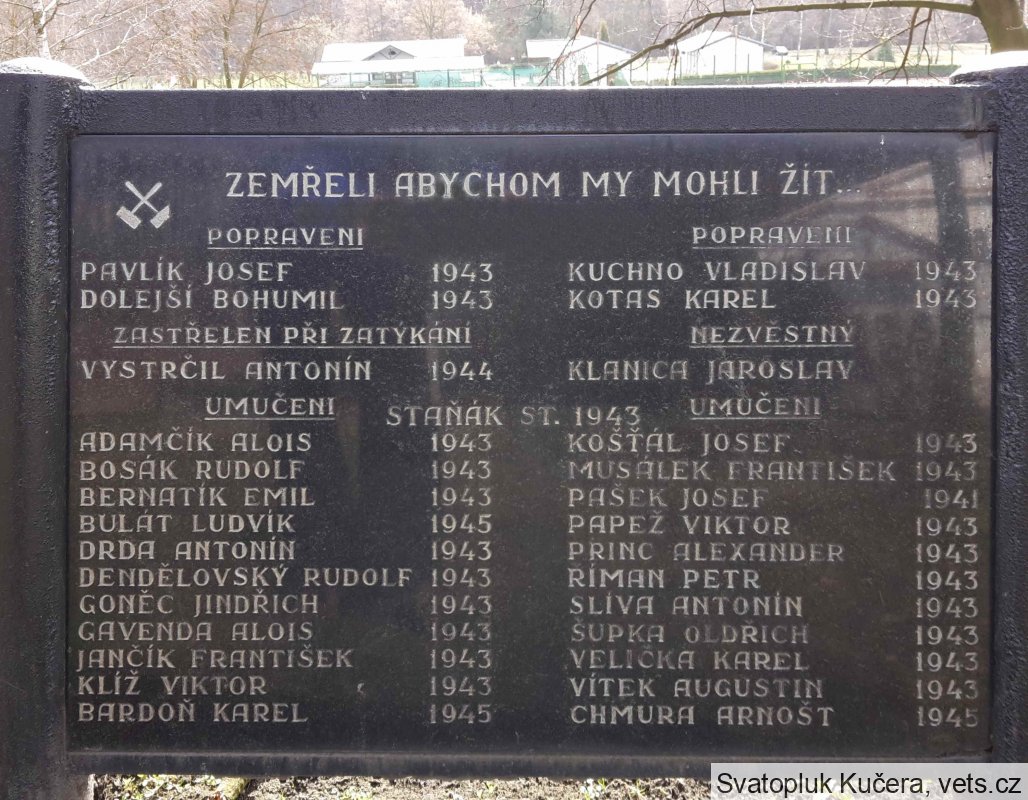 ZEMŘELI ABYCHOM MY MOHLI ŽÍT...
POPRAVENI
PAVLÍK JOSEF 1943
DOLEJŠÍ BOHUMIL 1943
ZASTŘELEN PŘI ZATÝKÁNÍ
VYSTRČIL ANTONÍN 1944
UMUČENI
STAŇÁK ST. 1943
ADAMČÍK ALOIS 1943
BOSÁK RUDOLF 1943
BERNATÍK EMIL 1943
BULÁT LUDVÍK 1945
DRDA ANTONÍN 1943
DENDĚLOVSKÝ RUDOLF 1943
GONĚC JINDŘICH 1943
GAVENDA ALOIS 1943
JANČÍK FRANTIŠEK 1943
KLÍŽ VIKTOR 1943
BARDOŇ KAREL 1945
POPRAVENI
KUCHNO VLADISLAV 1943
KOTAS KAREL 1943
NEZVĚSTNÝ
KLANICA JAROSLAV
UMUČENI
KOŠŤÁL JOSEF 1943
MUSÁLEK FRANTIŠEK 1943
PAŠEK JOSEF 1941
PAPEŽ VIKTOR 1943
PRINC ALEXANDER 1943
ŘÍMAN PETR 1943
SLÍVA ANTONÍN 1943
ŠUPKA OLDŘICH 1943
VELIČKA KAREL 1943
VÍTEK AUGUSTIN 1943
CHMURA ARNOŠT 1945
Svatopluk Kučera, vets.cz